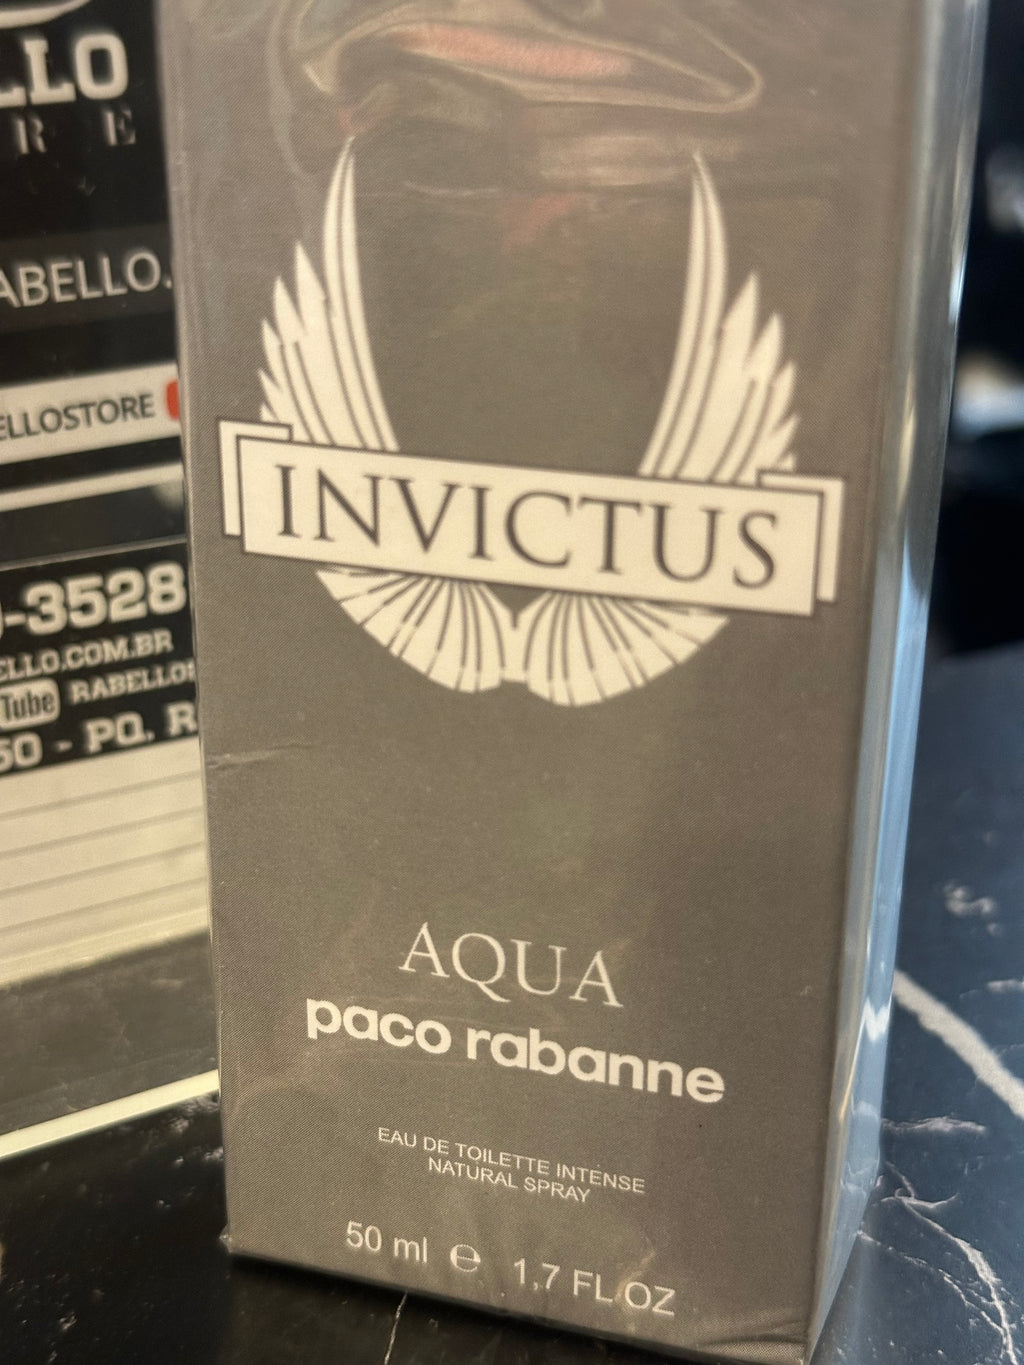 LLO
R E
ABELLO.
ELLOSTORE
-3528
ELLO.COM.BR
Tube RABELLOS
50 - PQ. R
INVICTUS
AQUA
paco rabanne
EAU DE TOILETTE INTENSE
NATURAL SPRAY
50 ml ℮ 1,7 FL.OZ